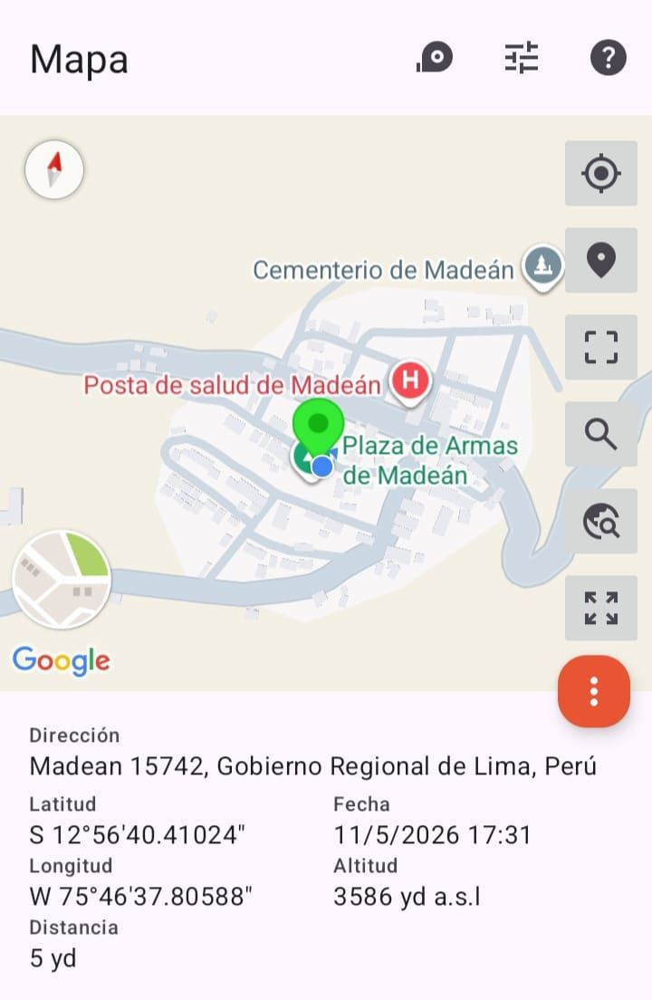 Mapa
Cementerio de Madeán
Posta de salud de Madeán
H
Plaza de Armas
de Madeán
Google
Dirección
Madean 15742, Gobierno Regional de Lima, Perú
Latitud
S 12°56'40.41024"
Fecha
11/5/2026 17:31
Longitud
W 75°46'37.80588"
Altitud
3586 yd a.s.l
Distancia
5 yd